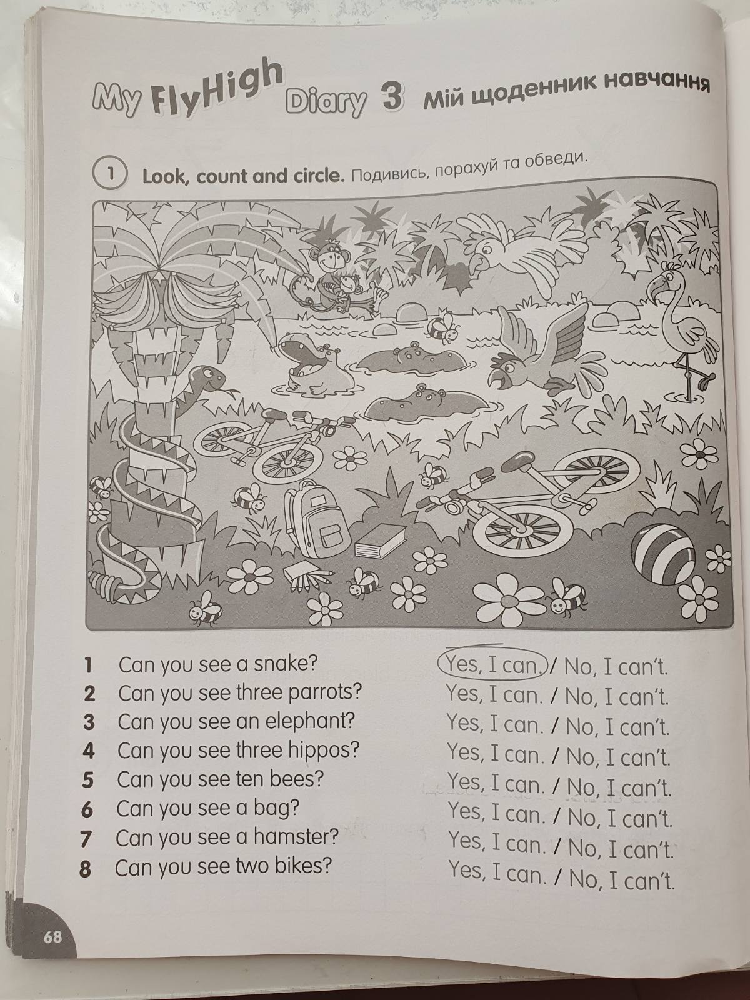 My FlyHigh Diary 3 Мій щоденник навчання
1 Look, count and circle. Подивись, порахуй та обведи.
1 Can you see a snake? Yes, I can. / No, I can't.
2 Can you see three parrots? Yes, I can. / No, I can't.
3 Can you see an elephant? Yes, I can. / No, I can't.
4 Can you see three hippos? Yes, I can. / No, I can't.
5 Can you see ten bees? Yes, I can. / No, I can't.
6 Can you see a bag? Yes, I can. / No, I can't.
7 Can you see a hamster? Yes, I can. / No, I can't.
8 Can you see two bikes? Yes, I can. / No, I can't.
68